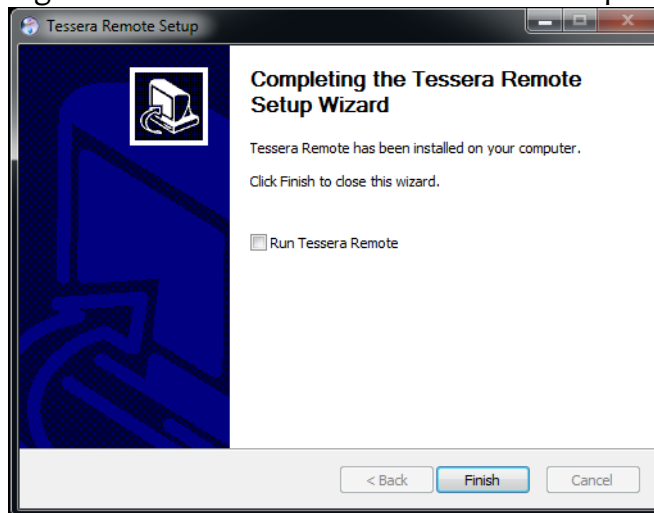 Tessera Remote Setup
Completing the Tessera Remote
Setup Wizard
Tessera Remote has been installed on your computer.
Click Finish to close this wizard.
Run Tessera Remote
< Back
Finish
Cancel